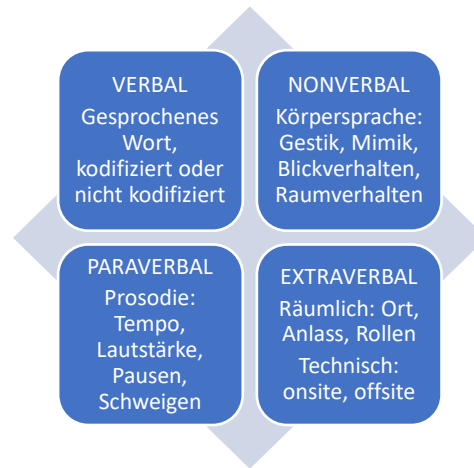 VERBAL
Gesprochenes
Wort,
kodifiziert oder
nicht kodifiziert
NONVERBAL
Körpersprache:
Gestik, Mimik,
Blickverhalten,
Raumverhalten
PARAVERBAL
Prosodie:
Tempo,
Lautstärke,
Pausen,
Schweigen
EXTRAVERBAL
Räumlich: Ort,
Anlass, Rollen
Technisch:
onsite, offsite